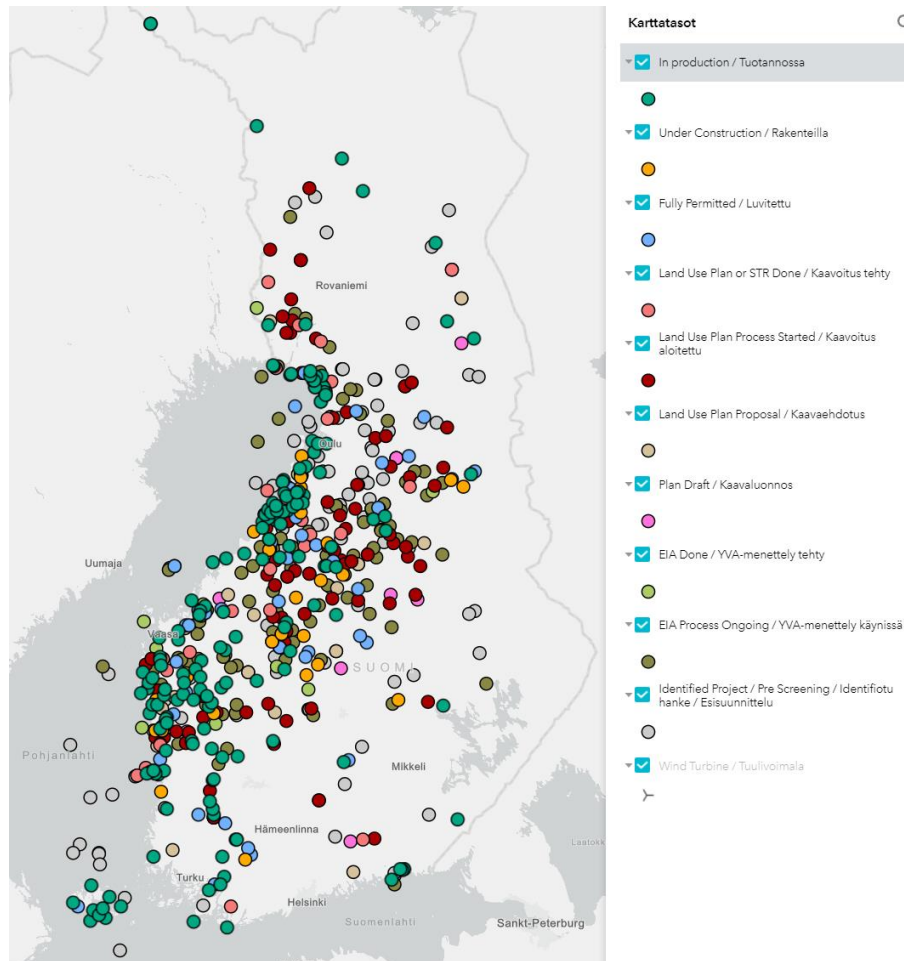 Karttatasot
In production / Tuotannossa
Under Construction / Rakenteilla
Fully Permitted / Luvitettu
Land Use Plan or STR Done / Kaavoitus tehty
Land Use Plan Process Started / Kaavoitus
aloitettu
Land Use Plan Proposal / Kaavaehdotus
Plan Draft / Kaavaluonnos
EIA Done / YVA-menettely tehty
EIA Process Ongoing / YVA-menettely käynissä
Identified Project / Pre Screening / Identifiotu
hanke / Esisuunnittelu
Wind Turbine / Tuulivoimala
Rovaniemi
Oulu
Uumaja
Vaasa
SUOMI
Pohjanlahti
Mikkeli
Hämeenlinna
Laatokk
Turku
Helsinki
Suomenlahti
Sankt-Peterburg